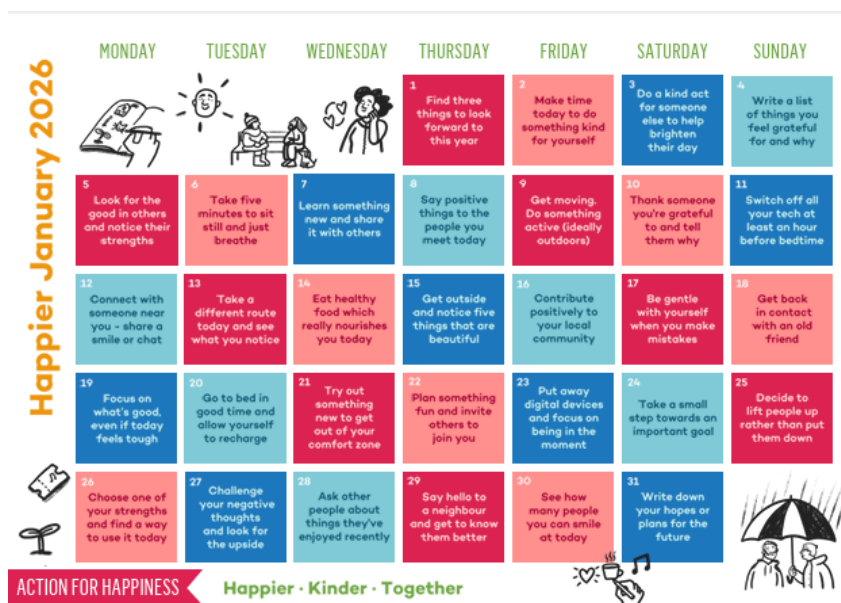 MONDAY TUESDAY WEDNESDAY THURSDAY FRIDAY SATURDAY SUNDAY
Happier January 2026
1
Find three
things to look
forward to
this year
2
Make time
today to do
something kind
for yourself
3
Do a kind act
for someone
else to help
brighten
their day
4
Write a list
of things you
feel grateful
for and why
5
Look for the
good in others
and notice their
strengths
6
Take five
minutes to sit
still and just
breathe
7
Learn something
new and share
it with others
8
Say positive
things to the
people you
meet today
9
Get moving.
Do something
active (ideally
outdoors)
10
Thank someone
you're grateful
to and tell
them why
11
Switch off all
your tech at
least an hour
before bedtime
12
Connect with
someone near
you - share a
smile or chat
13
Take a
different route
today and see
what you notice
14
Eat healthy
food which
really nourishes
you today
15
Get outside
and notice five
things that are
beautiful
16
Contribute
positively to
your local
community
17
Be gentle
with yourself
when you make
mistakes
18
Get back
in contact
with an old
friend
19
Focus on
what's good,
even if today
feels tough
20
Go to bed in
good time and
allow yourself
to recharge
21
Try out
something
new to get
out of your
comfort zone
22
Plan something
fun and invite
others to
join you
23
Put away
digital devices
and focus on
being in the
moment
24
Take a small
step towards an
important goal
25
Decide to
lift people up
rather than put
them down
26
Choose one of
your strengths
and find a way
to use it today
27
Challenge
your negative
thoughts
and look for
the upside
28
Ask other
people about
things they've
enjoyed recently
29
Say hello to
a neighbour
and get to know
them better
30
See how
many people
you can smile
at today
31
Write down
your hopes or
plans for the
future
ACTION FOR HAPPINESS
Happier · Kinder · Together